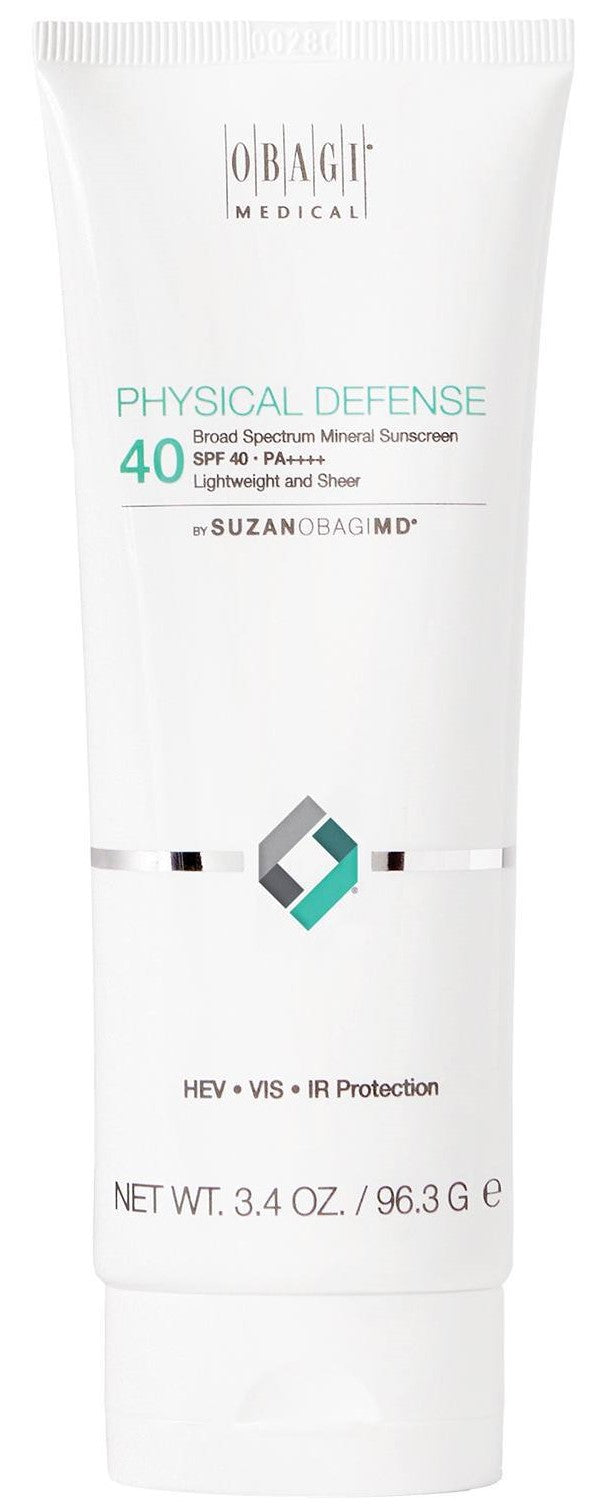 00286
OBAGI
MEDICAL
PHYSICAL DEFENSE
40
Broad Spectrum Mineral Sunscreen
SPF 40 • PA++++
Lightweight and Sheer
BY SUZANOBAGIMD®
HEV • VIS • IR Protection
NET WT. 3.4 OZ. / 96.3 G ℮